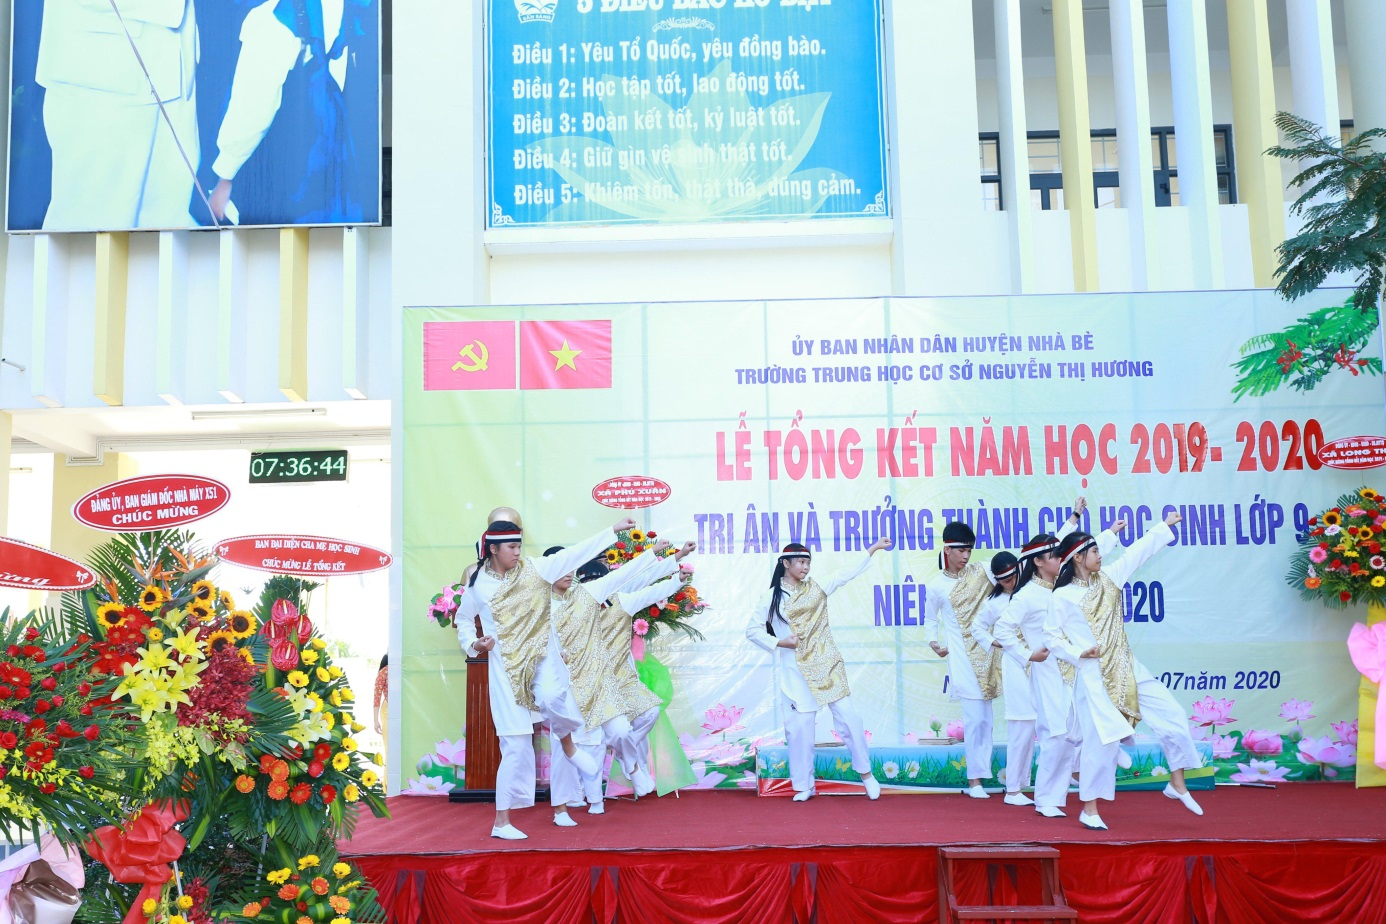 5 ĐIỀU BÁC HỒ DẠY
SẴN SÀNG
Điều 1: Yêu Tổ Quốc, yêu đồng bào.
Điều 2: Học tập tốt, lao động tốt.
Điều 3: Đoàn kết tốt, kỷ luật tốt.
Điều 4: Giữ gìn vệ sinh thật tốt.
Điều 5: Khiêm tốn, thật thà, dũng cảm.
ỦY BAN NHÂN DÂN HUYỆN NHÀ BÈ
TRƯỜNG TRUNG HỌC CƠ SỞ NGUYỄN THỊ HƯƠNG
LỄ TỔNG KẾT NĂM HỌC 2019- 2020
TRI ÂN VÀ TRƯỞNG THÀNH CHO HỌC SINH LỚP 9
NIÊN 2020
07năm 2020
07:36:44
ĐẢNG ỦY, BAN GIÁM ĐỐC NHÀ MÁY X51
CHÚC MỪNG
BAN ĐẠI DIỆN CHA MẸ HỌC SINH
CHÚC MỪNG LỄ TỔNG KẾT
XÃ PHÚ XUÂN
XÃ LONG TH